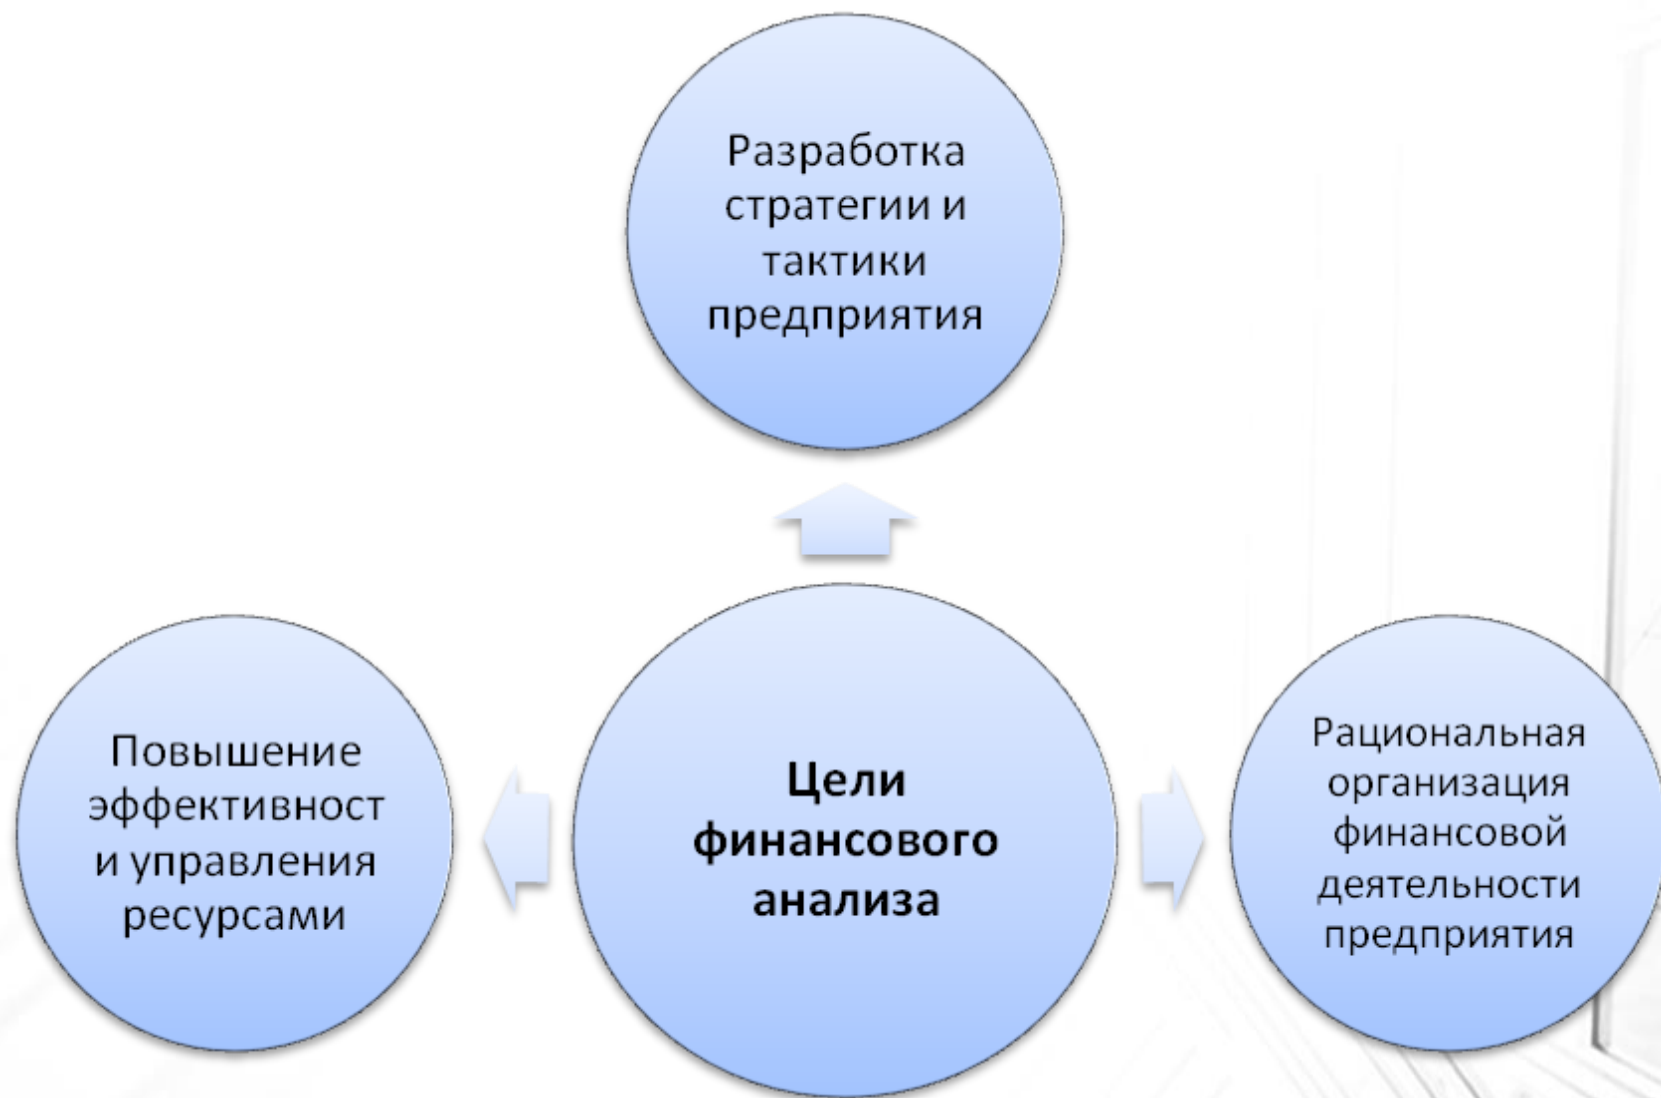 Разработка
стратегии и
тактики
предприятия
Повышение
эффективност
и управления
ресурсами
Цели
финансового
анализа
Рациональная
организация
финансовой
деятельности
предприятия